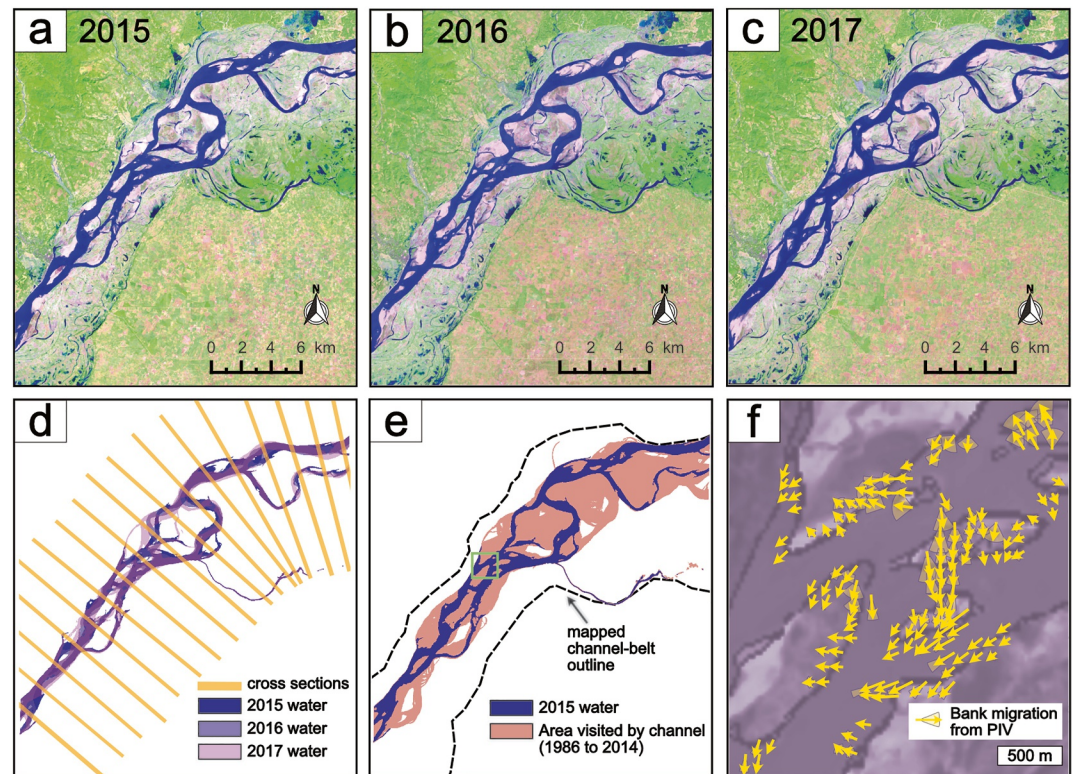 a 2015
b 2016
c 2017
N
N
N
0 2 4 6 km
0 2 4 6 km
0 2 4 6 km
d
e
f
mapped
channel-belt
outline
cross sections
2015 water
2016 water
2017 water
2015 water
Area visited by channel
(1986 to 2014)
Bank migration
from PIV
500 m